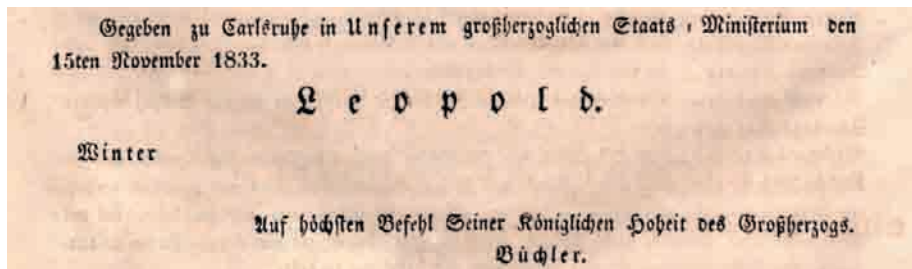 Gegeben zu Carlsruhe in Unserem großherzoglichen Staats-Ministerium den
15ten November 1833.
Leopold.
Winter
Auf höchsten Befehl Seiner Königlichen Hoheit des Großherzogs.
Büchler.